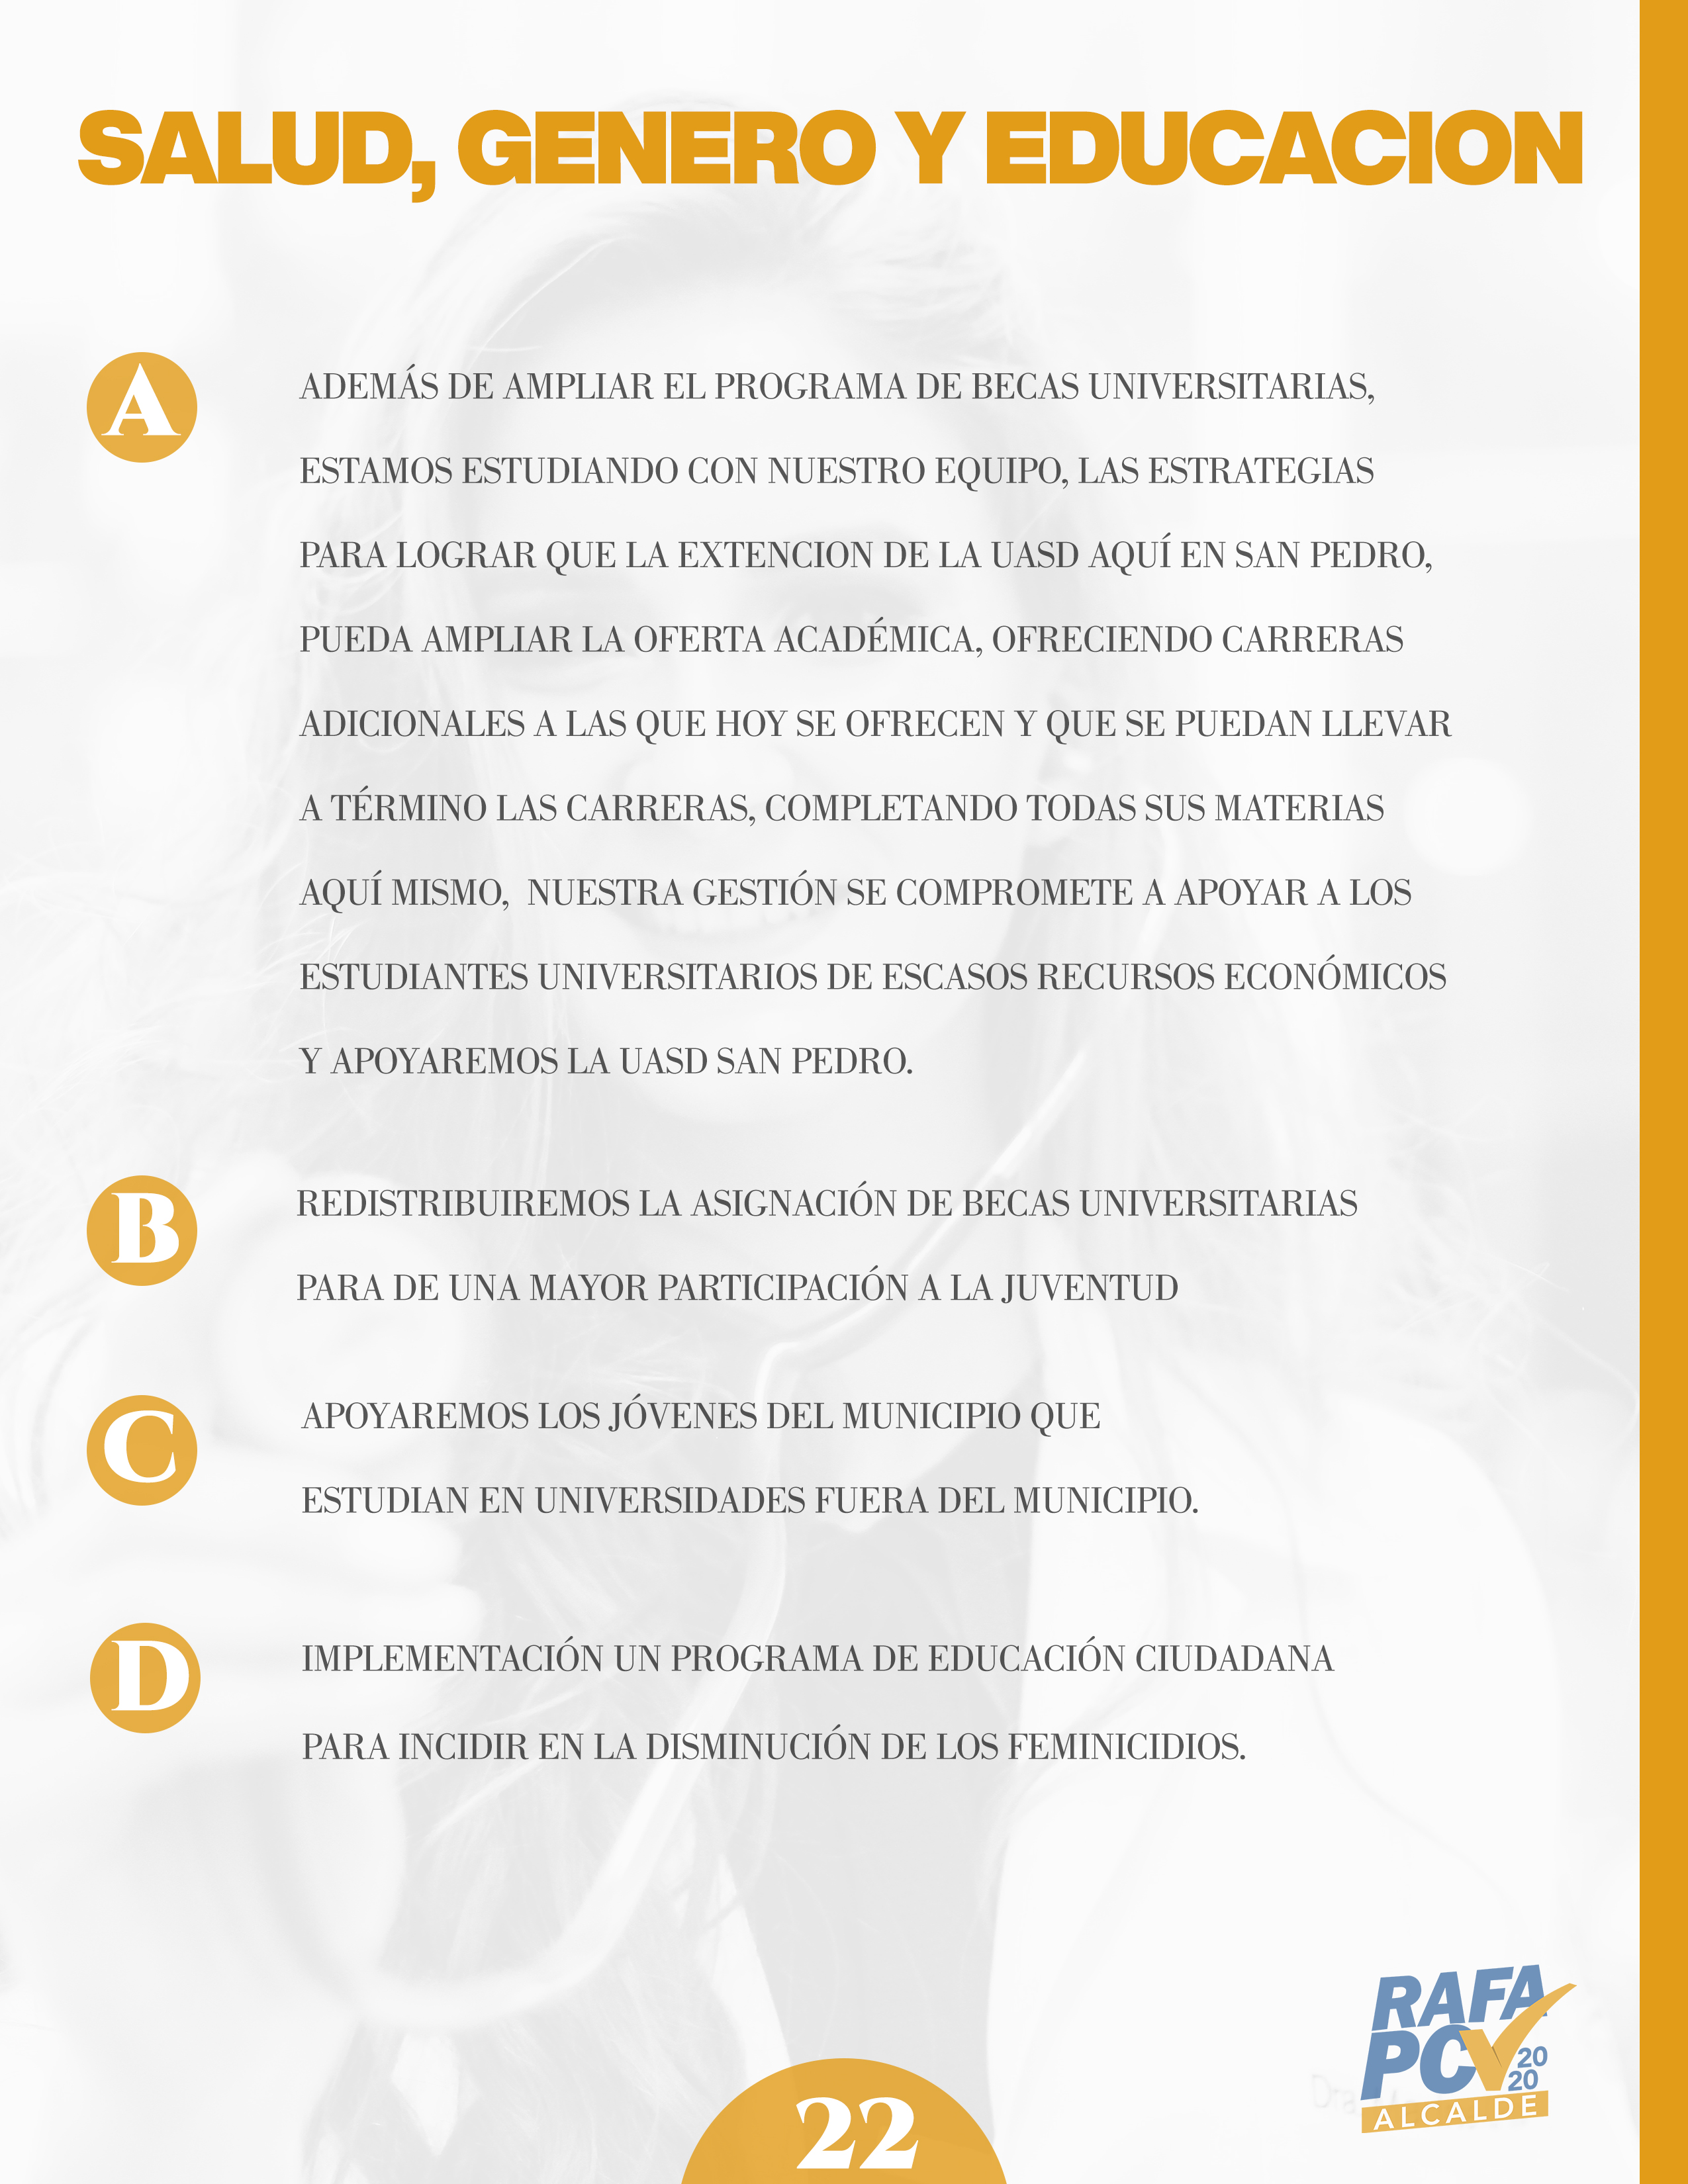 SALUD, GENERO Y EDUCACION
A
ADEMÁS DE AMPLIAR EL PROGRAMA DE BECAS UNIVERSITARIAS,
ESTAMOS ESTUDIANDO CON NUESTRO EQUIPO, LAS ESTRATEGIAS
PARA LOGRAR QUE LA EXTENCION DE LA UASD AQUÍ EN SAN PEDRO,
PUEDA AMPLIAR LA OFERTA ACADÉMICA, OFRECIENDO CARRERAS
ADICIONALES A LAS QUE HOY SE OFRECEN Y QUE SE PUEDAN LLEVAR
A TÉRMINO LAS CARRERAS, COMPLETANDO TODAS SUS MATERIAS
AQUÍ MISMO,  NUESTRA GESTIÓN SE COMPROMETE A APOYAR A LOS
ESTUDIANTES UNIVERSITARIOS DE ESCASOS RECURSOS ECONÓMICOS
Y APOYAREMOS LA UASD SAN PEDRO.
B
REDISTRIBUIREMOS LA ASIGNACIÓN DE BECAS UNIVERSITARIAS
PARA DE UNA MAYOR PARTICIPACIÓN A LA JUVENTUD
C
APOYAREMOS LOS JÓVENES DEL MUNICIPIO QUE
ESTUDIAN EN UNIVERSIDADES FUERA DEL MUNICIPIO.
D
IMPLEMENTACIÓN UN PROGRAMA DE EDUCACIÓN CIUDADANA
PARA INCIDIR EN LA DISMINUCIÓN DE LOS FEMINICIDIOS.
RAFA
PC
20
20
ALCALDE
22